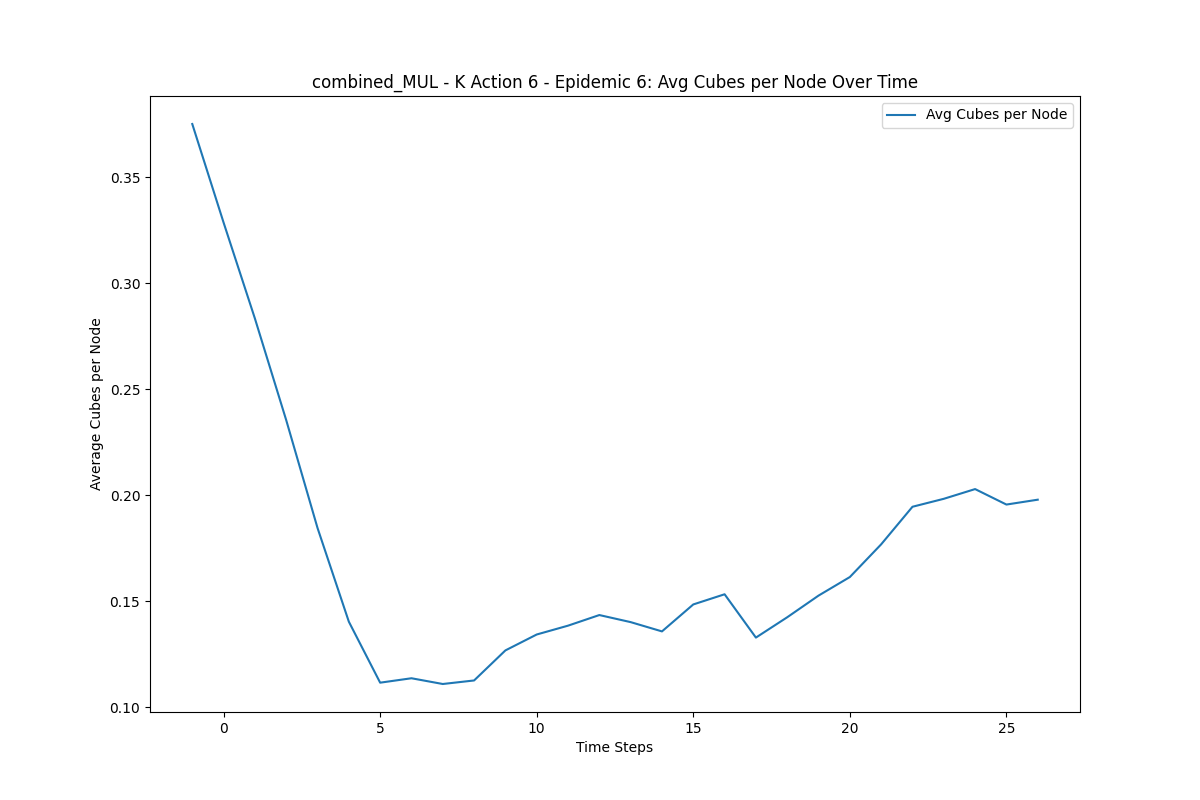 combined_MUL - K Action 6 - Epidemic 6: Avg Cubes per Node Over Time
Avg Cubes per Node
0.35
0.30
0.25
0.20
0.15
0.10
Average Cubes per Node
0 5 10 15 20 25
Time Steps